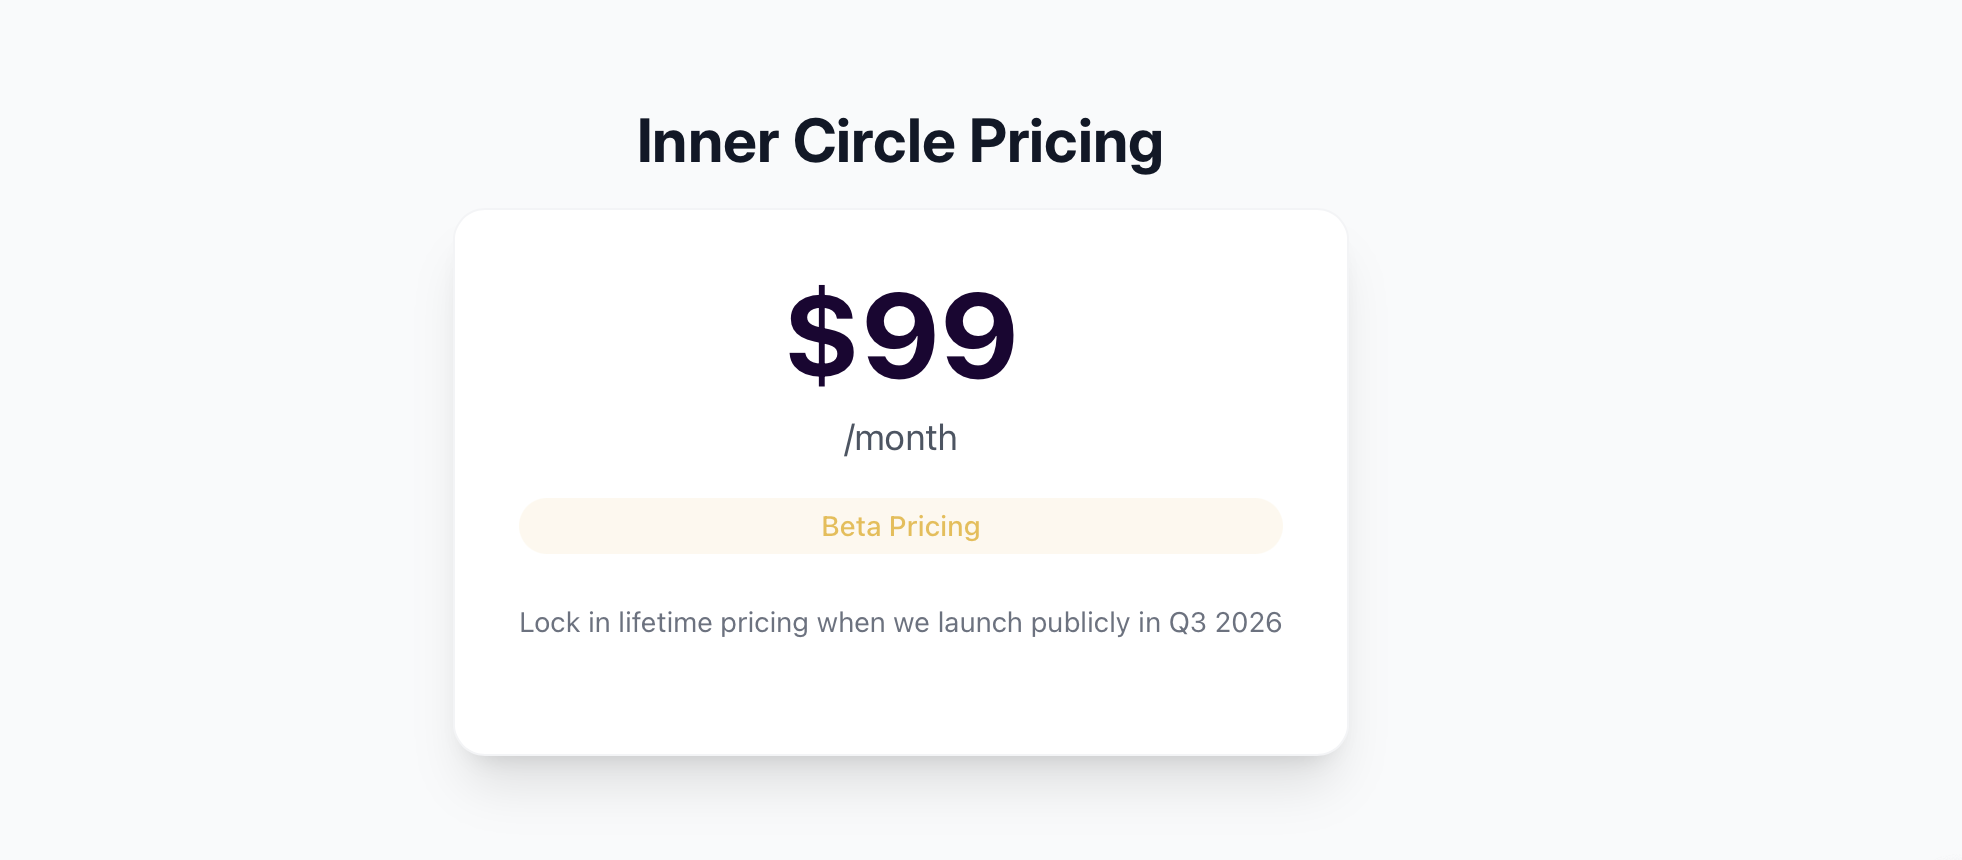 Inner Circle Pricing
$99
/month
Beta Pricing
Lock in lifetime pricing when we launch publicly in Q3 2026